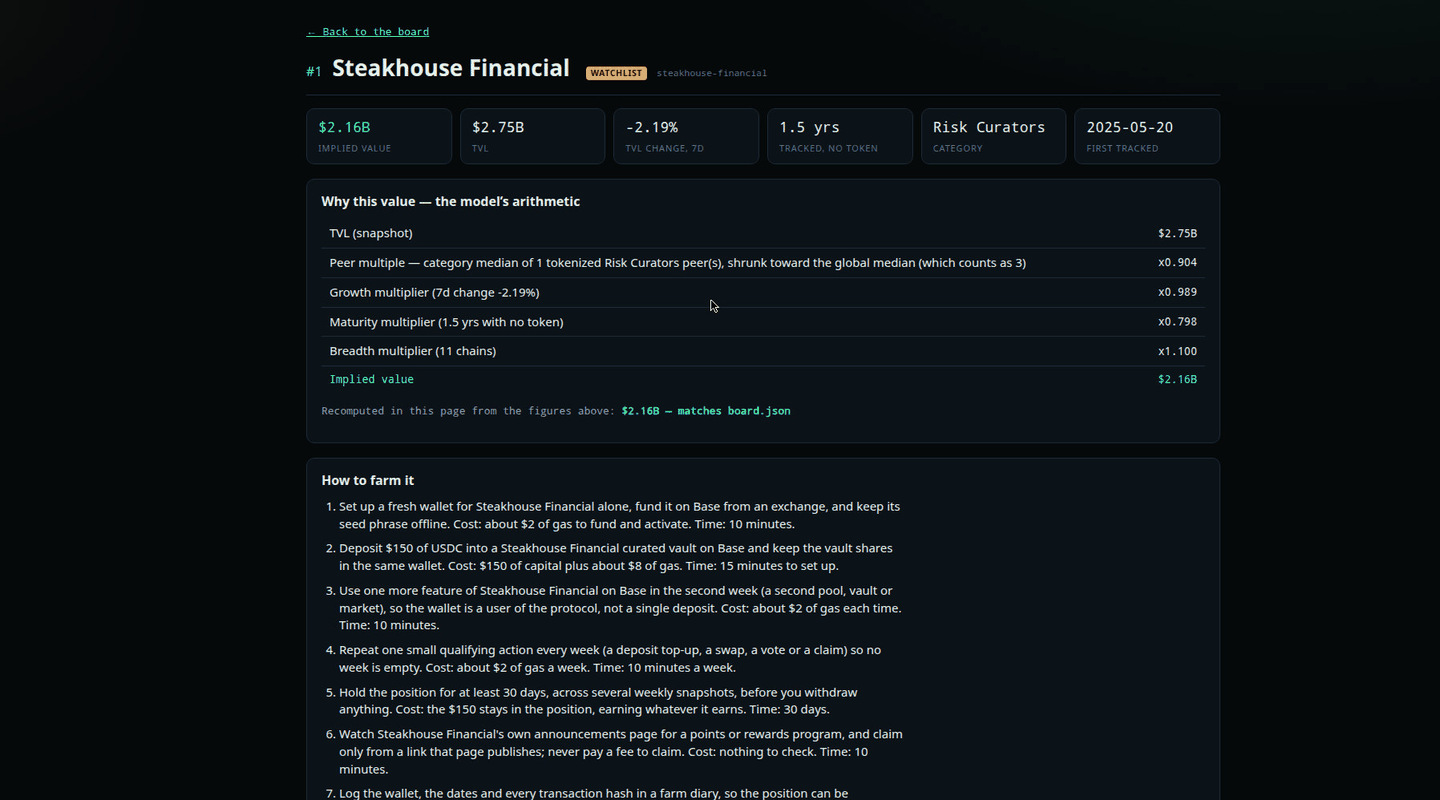 ← Back to the board
#1 Steakhouse Financial WATCHLIST steakhouse-financial
$2.16B $2.75B -2.19% 1.5 yrs Risk Curators 2025-05-20
IMPLIED VALUE TVL TVL CHANGE, 7D TRACKED, NO TOKEN CATEGORY FIRST TRACKED
Why this value — the model’s arithmetic
TVL (snapshot) $2.75B
Peer multiple — category median of 1 tokenized Risk Curators peer(s), shrunk toward the global median (which counts as 3) x0.904
Growth multiplier (7d change -2.19%) x0.989
Maturity multiplier (1.5 yrs with no token) x0.798
Breadth multiplier (11 chains) x1.100
Implied value $2.16B
Recomputed in this page from the figures above: $2.16B — matches board.json
How to farm it
1. Set up a fresh wallet for Steakhouse Financial alone, fund it on Base from an exchange, and keep its
seed phrase offline. Cost: about $2 of gas to fund and activate. Time: 10 minutes.
2. Deposit $150 of USDC into a Steakhouse Financial curated vault on Base and keep the vault shares
in the same wallet. Cost: $150 of capital plus about $8 of gas. Time: 15 minutes to set up.
3. Use one more feature of Steakhouse Financial on Base in the second week (a second pool, vault or
market), so the wallet is a user of the protocol, not a single deposit. Cost: about $2 of gas each time.
Time: 10 minutes.
4. Repeat one small qualifying action every week (a deposit top-up, a swap, a vote or a claim) so no
week is empty. Cost: about $2 of gas a week. Time: 10 minutes a week.
5. Hold the position for at least 30 days, across several weekly snapshots, before you withdraw
anything. Cost: the $150 stays in the position, earning whatever it earns. Time: 30 days.
6. Watch Steakhouse Financial's own announcements page for a points or rewards program, and claim
only from a link that page publishes; never pay a fee to claim. Cost: nothing to check. Time: 10
minutes.
7. Log the wallet, the dates and every transaction hash in a farm diary, so the position can be